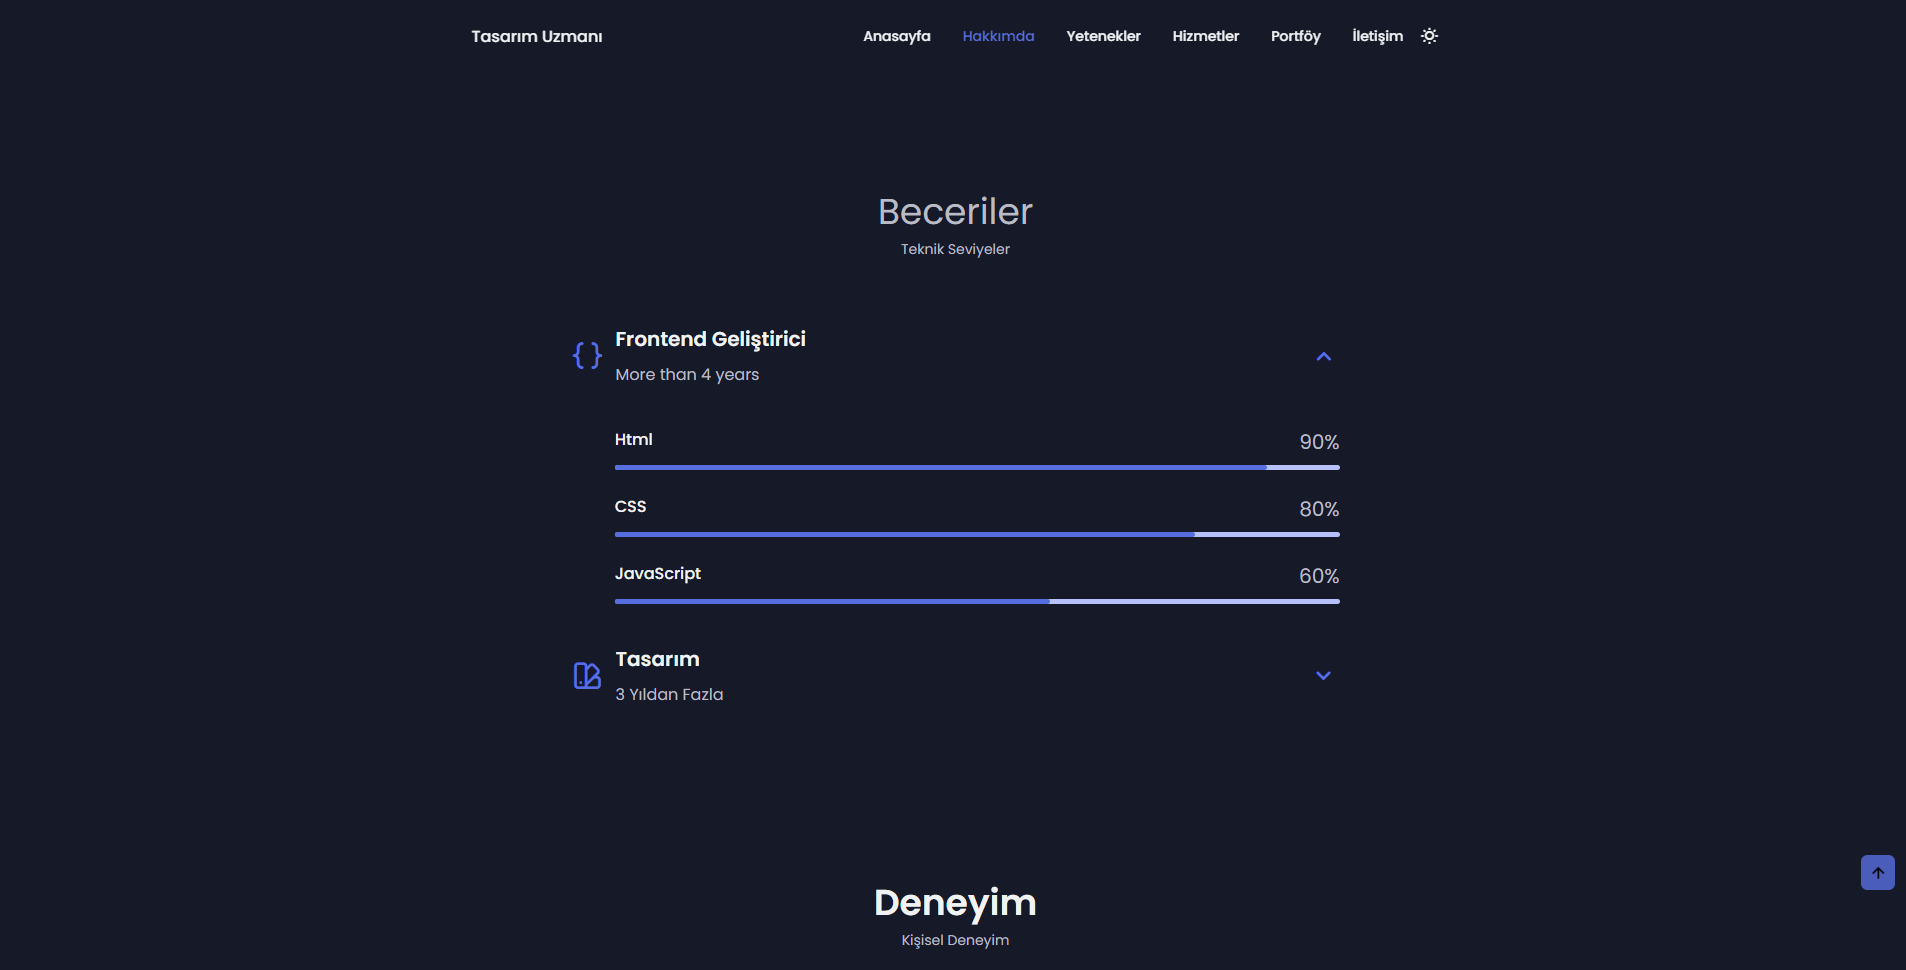 Tasarım Uzmanı
Anasayfa Hakkımda Yetenekler Hizmetler Portföy İletişim
Beceriler
Teknik Seviyeler
Frontend Geliştirici
More than 4 years
Html 90%
CSS 80%
JavaScript 60%
Tasarım
3 Yıldan Fazla
Deneyim
Kişisel Deneyim